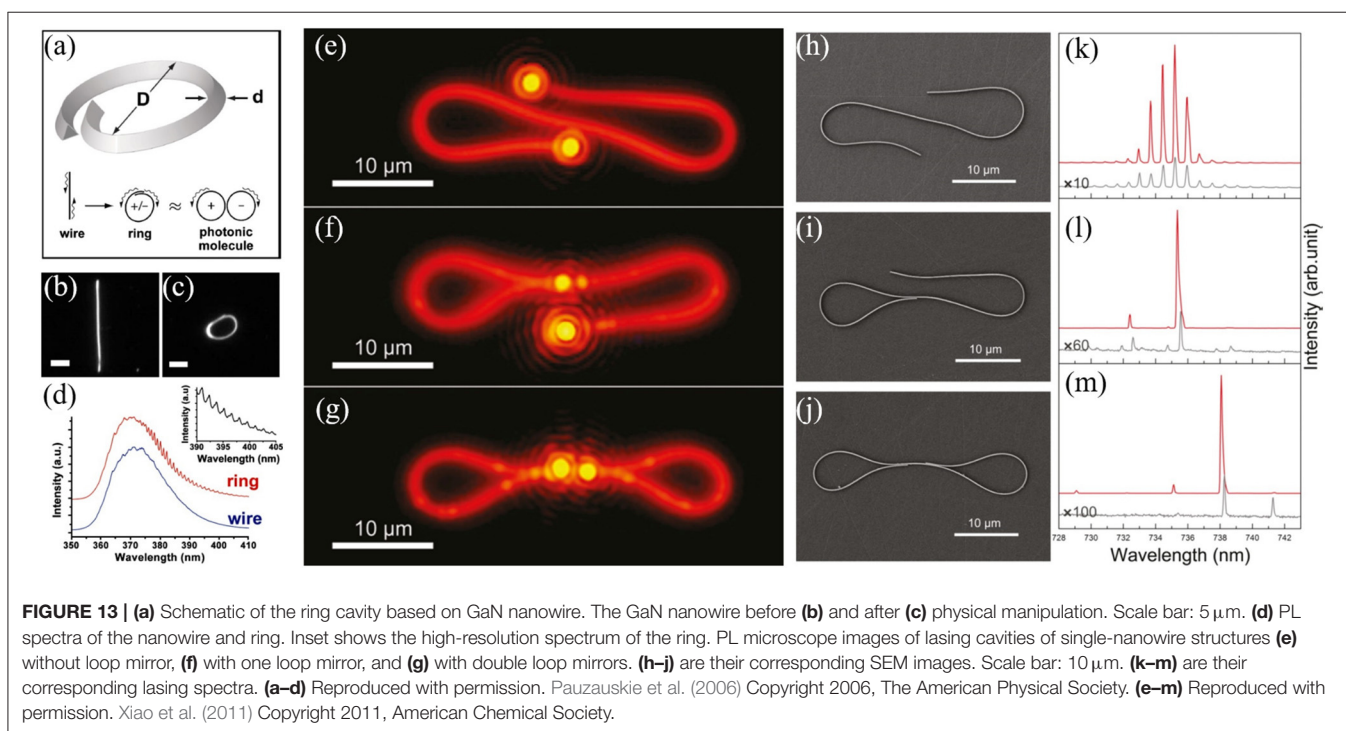 (a)
D
d
+/-
≈
+
-
wire
ring
photonic
molecule
(b)
(c)
(d)
Intensity (a.u.)
350
360
370
380
390
400
410
Wavelength (nm)
ring
wire
Intensity (a.u)
390
395
400
405
Wavelength (nm)
(e)
10 μm
(f)
10 μm
(g)
10 μm
(h)
10 μm
(i)
10 μm
(j)
10 μm
(k)
×10
(l)
×60
(m)
×100
Intensity (arb.unit)
728
730
732
734
736
738
740
742
Wavelength (nm)
FIGURE 13 | (a) Schematic of the ring cavity based on GaN nanowire. The GaN nanowire before (b) and after (c) physical manipulation. Scale bar: 5 μm. (d) PL
spectra of the nanowire and ring. Inset shows the high-resolution spectrum of the ring. PL microscope images of lasing cavities of single-nanowire structures (e)
without loop mirror, (f) with one loop mirror, and (g) with double loop mirrors. (h–j) are their corresponding SEM images. Scale bar: 10 μm. (k–m) are their
corresponding lasing spectra. (a–d) Reproduced with permission. Pauzauskie et al. (2006) Copyright 2006, The American Physical Society. (e–m) Reproduced with
permission. Xiao et al. (2011) Copyright 2011, American Chemical Society.